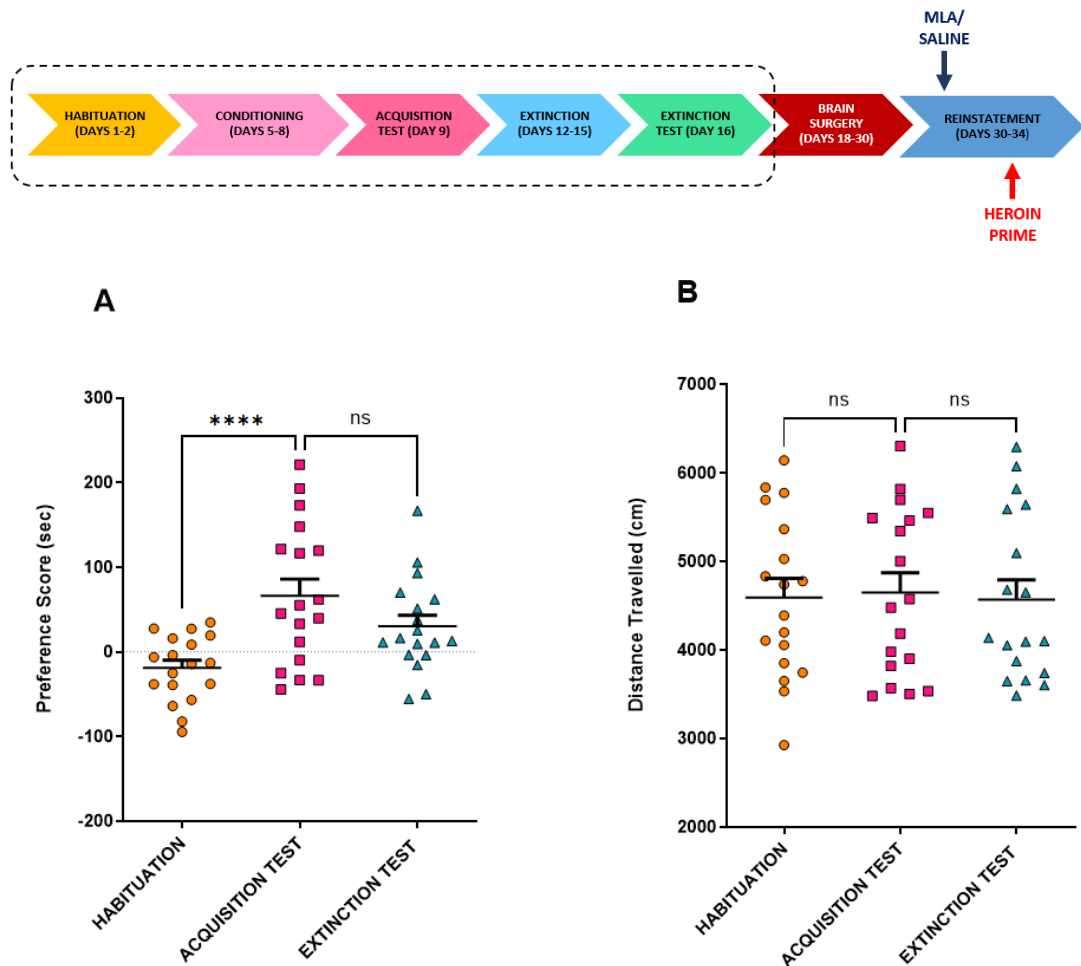 MLA/
SALINE
HABITUATION
(DAYS 1-2)
CONDITIONING
(DAYS 5-8)
ACQUISITION
TEST (DAY 9)
EXTINCTION
(DAYS 12-15)
EXTINCTION
TEST (DAY 16)
BRAIN
SURGERY
(DAYS 18-30)
REINSTATEMENT
(DAYS 30-34)
HEROIN
PRIME
A
300
200
100
0
-100
-200
Preference Score (sec)
****
ns
HABITUATION
ACQUISITION TEST
EXTINCTION TEST
B
7000
6000
5000
4000
3000
2000
Distance Travelled (cm)
ns
ns
HABITUATION
ACQUISITION TEST
EXTINCTION TEST